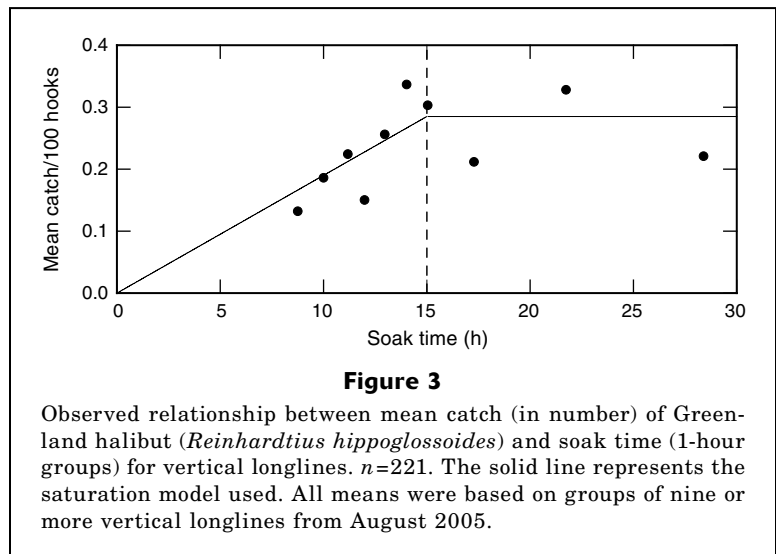 0.4
0.3
0.2
0.1
0.0
Mean catch/100 hooks
0 5 10 15 20 25 30
Soak time (h)
Figure 3
Observed relationship between mean catch (in number) of Green-
land halibut (Reinhardtius hippoglossoides) and soak time (1-hour
groups) for vertical longlines. n=221. The solid line represents the
saturation model used. All means were based on groups of nine or
more vertical longlines from August 2005.